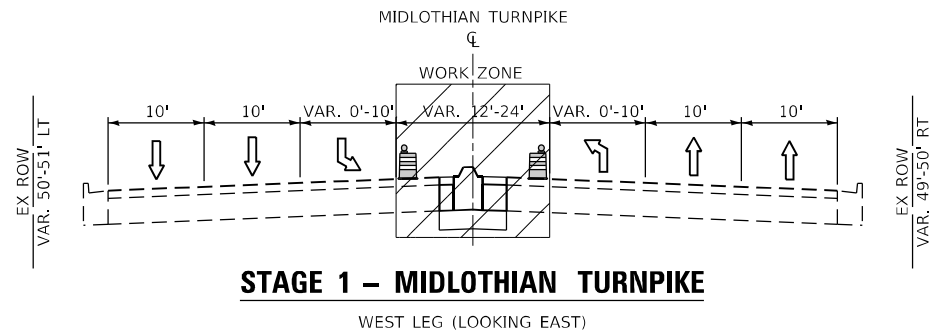 MIDLOTHIAN TURNPIKE
℄
WORK ZONE
10' 10' VAR. 0'-10' VAR. 12'-24' VAR. 0'-10' 10' 10'
EX ROW
VAR. 50'-51' LT
EX ROW
VAR. 49'-50' RT
STAGE 1 – MIDLOTHIAN TURNPIKE
WEST LEG (LOOKING EAST)